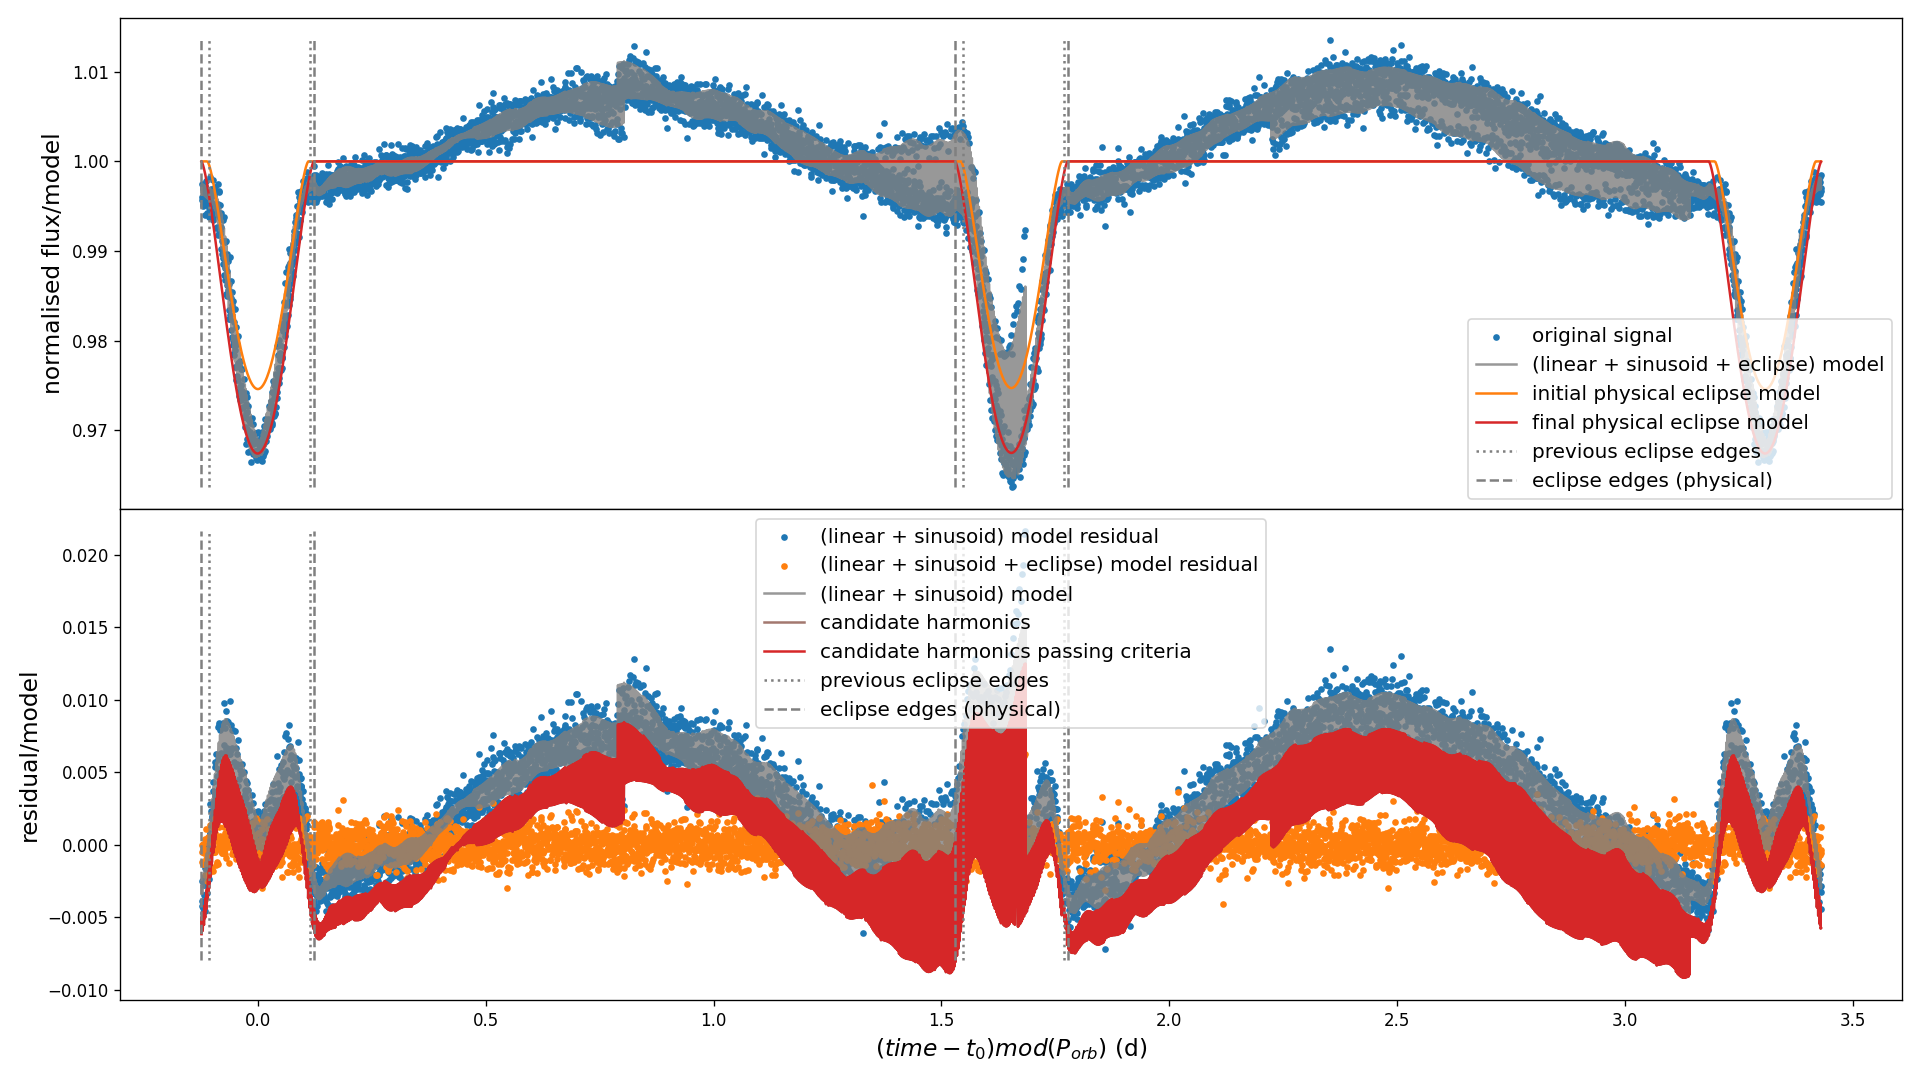 normalised flux/model
1.01
1.00
0.99
0.98
0.97
original signal
(linear + sinusoid + eclipse) model
initial physical eclipse model
final physical eclipse model
previous eclipse edges
eclipse edges (physical)
residual/model
0.020
0.015
0.010
0.005
0.000
−0.005
−0.010
(linear + sinusoid) model residual
(linear + sinusoid + eclipse) model residual
(linear + sinusoid) model
candidate harmonics
candidate harmonics passing criteria
previous eclipse edges
eclipse edges (physical)
0.0 0.5 1.0 1.5 2.0 2.5 3.0 3.5
(time − t₀)mod(P_orb) (d)